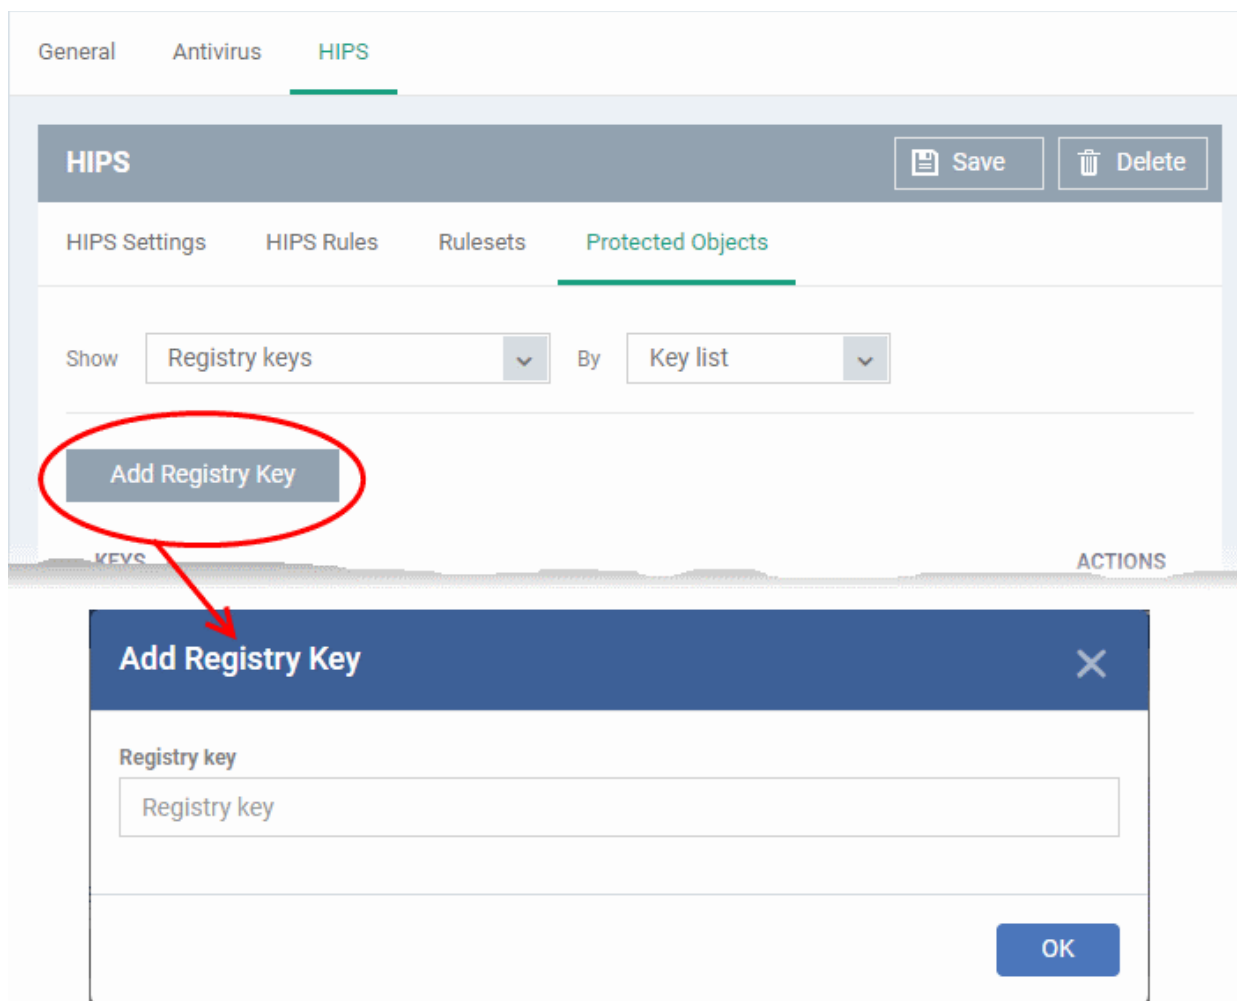 General Antivirus HIPS
HIPS Save Delete
HIPS Settings HIPS Rules Rulesets Protected Objects
Show Registry keys By Key list
Add Registry Key
KEYS ACTIONS
Add Registry Key
Registry key
Registry key
OK